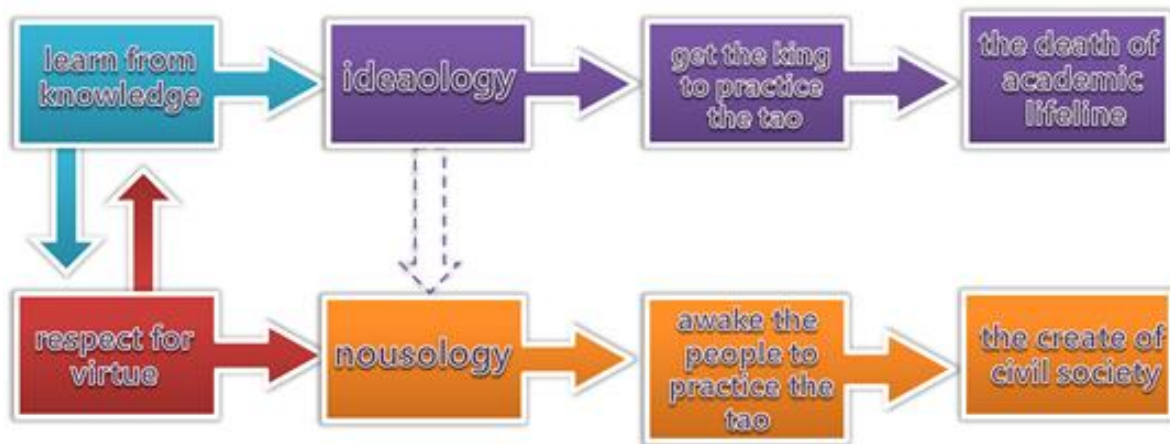 learn from
knowledge
ideaology
get the king
to practice
the tao
the death of
academic
lifeline
respect for
virtue
nousology
awake the
people to
practice the
tao
the create of
civil society